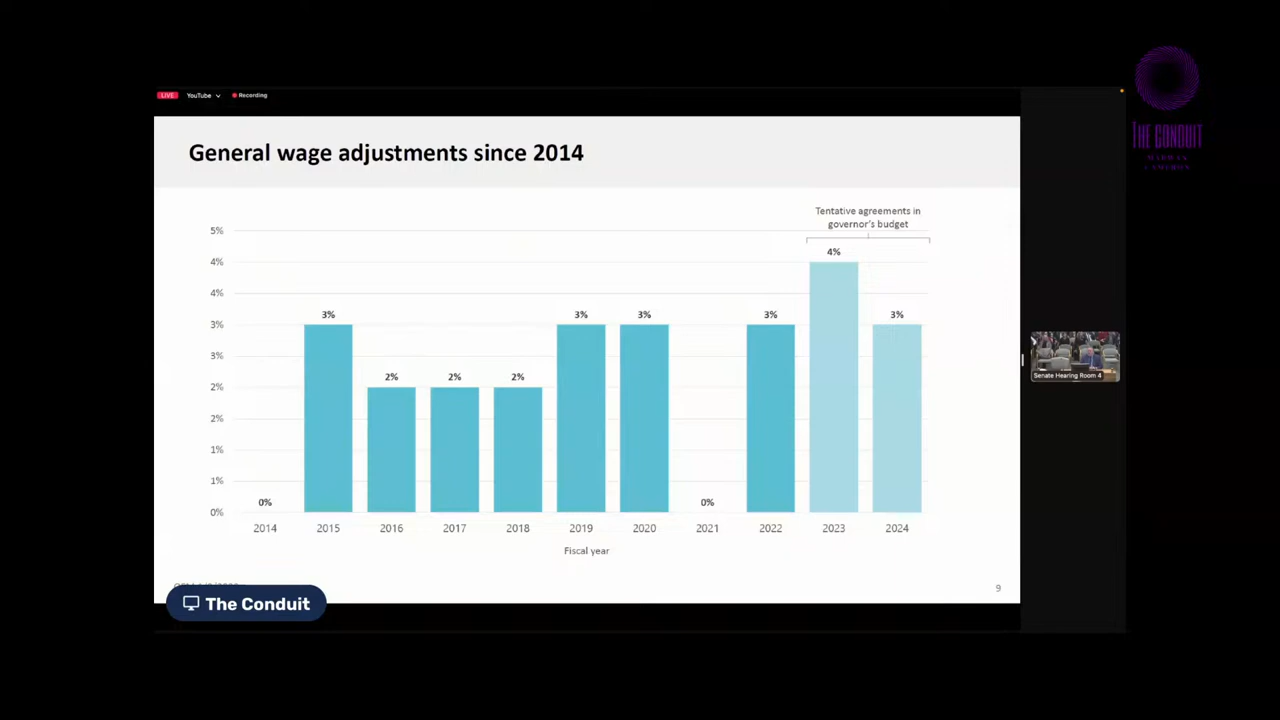 LIVE YouTube Recording
THE CONDUIT
MADMAN
CAMERON
General wage adjustments since 2014
Tentative agreements in
governor's budget
5%
4%
4%
3%
3%
2%
2%
1%
1%
0%
0%
3%
2%
2%
2%
3%
3%
0%
3%
4%
3%
2014 2015 2016 2017 2018 2019 2020 2021 2022 2023 2024
Fiscal year
9
The Conduit
Senate Hearing Room 4